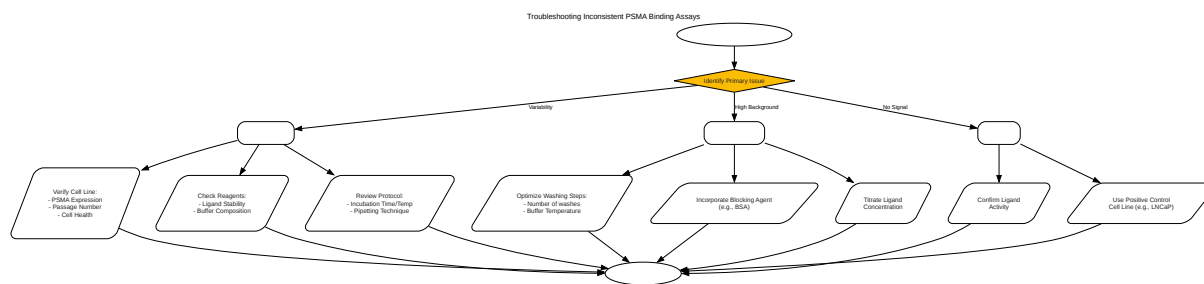 Troubleshooting Inconsistent PSMA Binding Assays
Identify Primary Issue
Variability
High Background
No Signal
Verify Cell Line:
- PSMA Expression
- Passage Number
- Cell Health
Check Reagents:
- Ligand Stability
- Buffer Composition
Review Protocol:
- Incubation Time/Temp
- Pipetting Technique
Optimize Washing Steps:
- Number of washes
- Buffer Temperature
Incorporate Blocking Agent
(e.g., BSA)
Titrate Ligand
Concentration
Confirm Ligand
Activity
Use Positive Control
Cell Line (e.g., LNCaP)